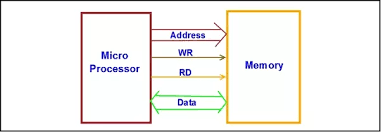 Micro
Processor
Address
WR
RD
Data
Memory